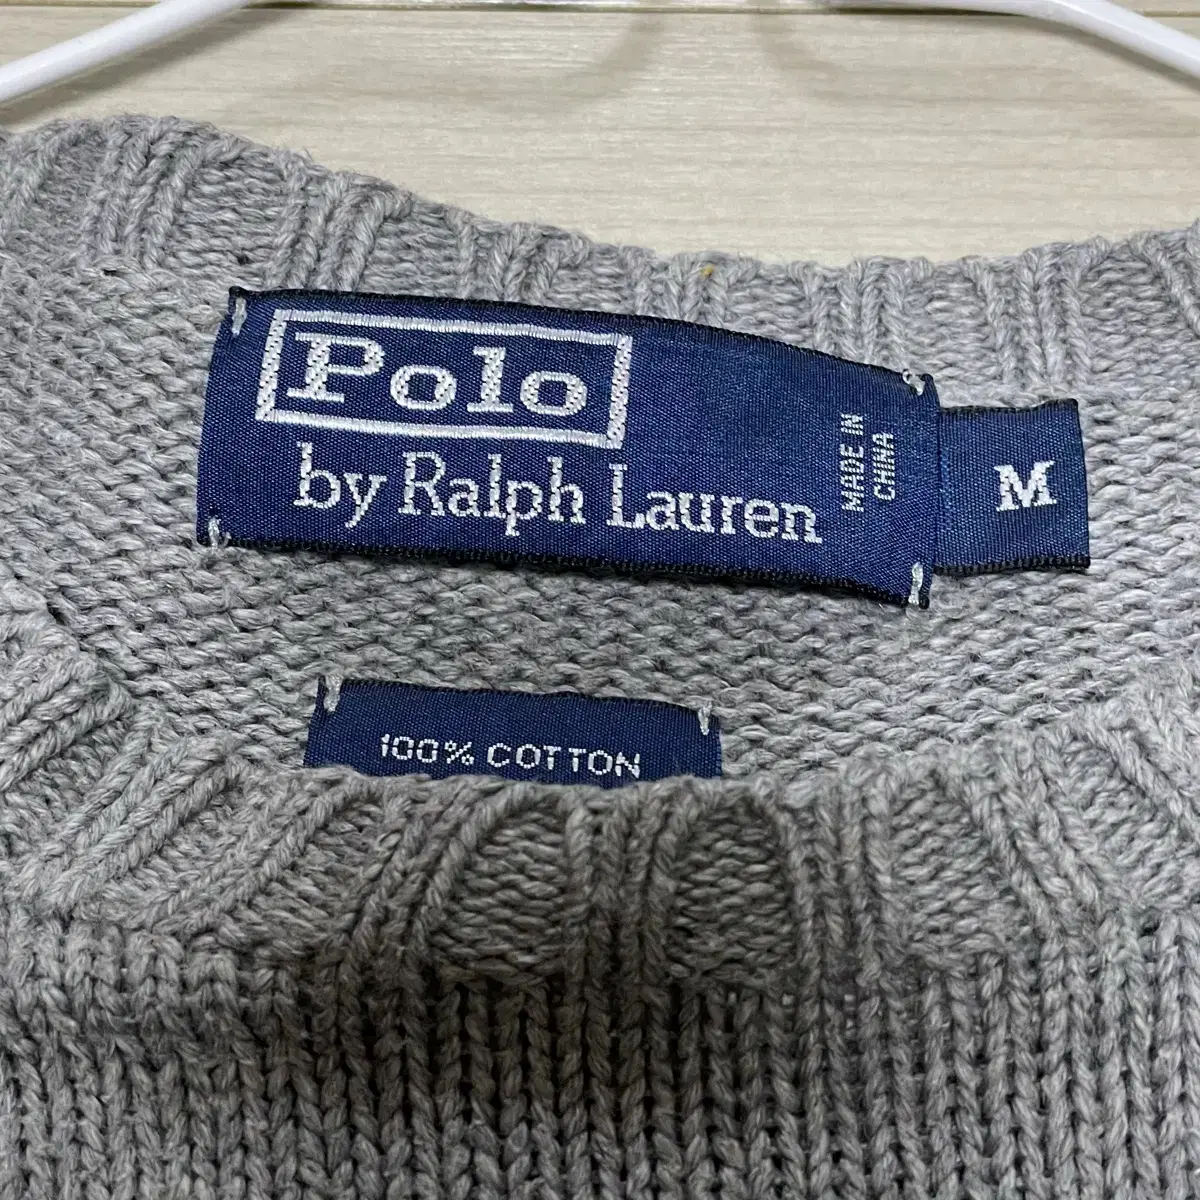 Polo
by Ralph Lauren
MADE IN
CHINA
M
100% COTTON